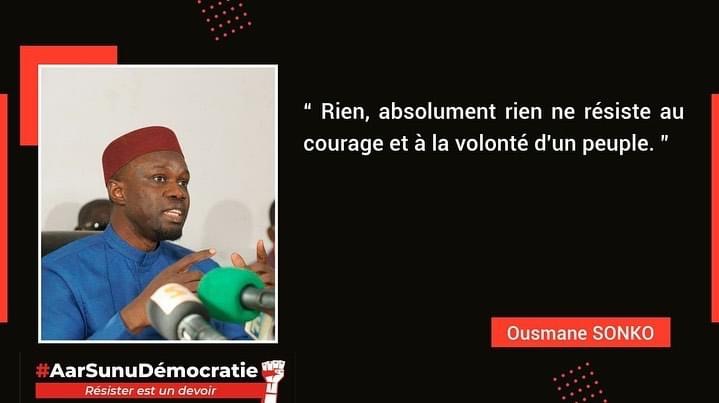 “ Rien, absolument rien ne résiste au
courage et à la volonté d'un peuple. ”
Ousmane SONKO
#AarSunuDémocratie
Résister est un devoir